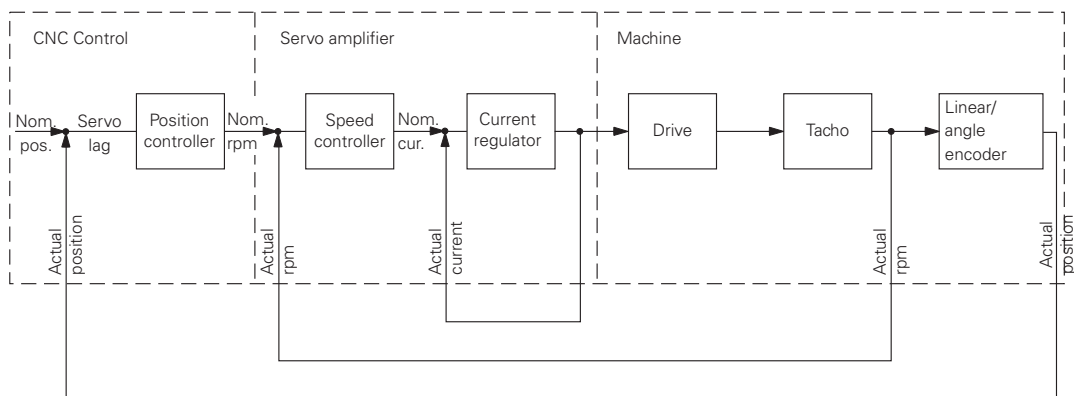 CNC Control
Servo amplifier
Machine
Nom.
pos.
Servo
lag
Position
controller
Nom.
rpm
Speed
controller
Nom.
cur.
Current
regulator
Drive
Tacho
Linear/
angle
encoder
Actual
position
Actual
rpm
Actual
current
Actual
rpm
Actual
position